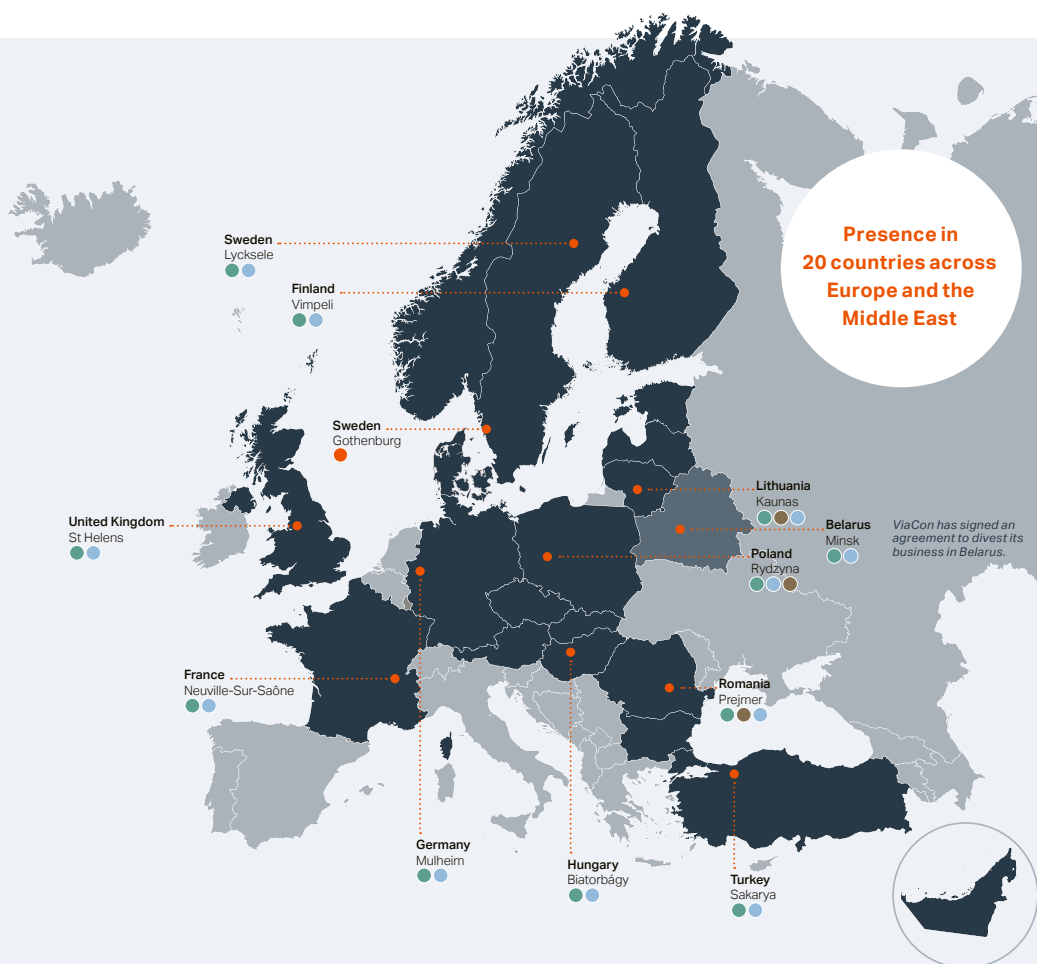 Presence in
20 countries across
Europe and the
Middle East
Sweden
Lycksele
Finland
Vimpeli
Sweden
Gothenburg
Lithuania
Kaunas
United Kingdom
St Helens
Belarus
Minsk
ViaCon has signed an
agreement to divest its
business in Belarus.
Poland
Rydzyna
France
Neuville-Sur-Saône
Romania
Prejmer
Germany
Mulheim
Hungary
Biatorbágy
Turkey
Sakarya